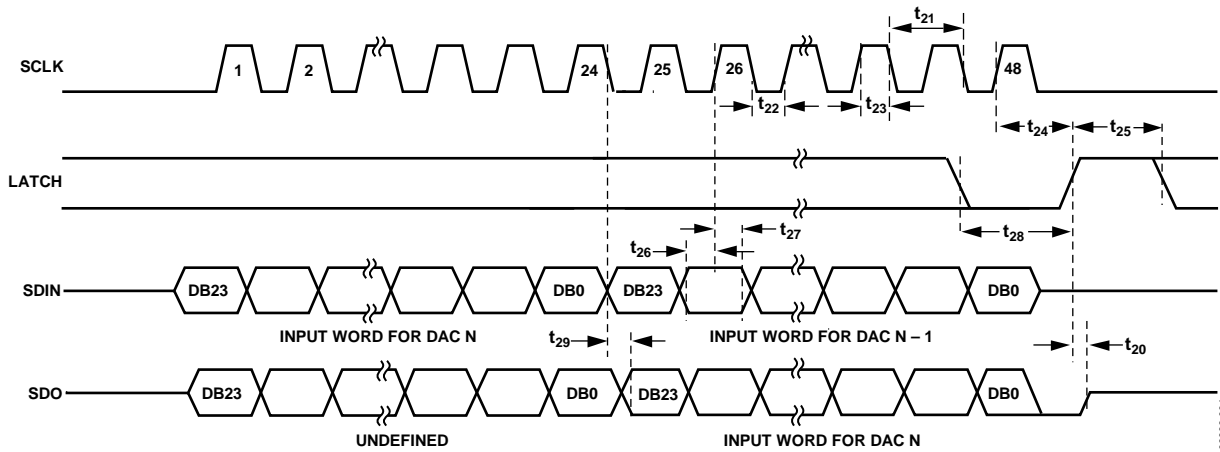 t21
SCLK
1 2 24 25 26 48
t22 t23 t24 t25
LATCH
t28
t26 t27
SDIN
DB23 DB0 DB23 DB0
INPUT WORD FOR DAC N INPUT WORD FOR DAC N – 1
t29 t20
SDO
DB23 DB0 DB23 DB0
UNDEFINED INPUT WORD FOR DAC N